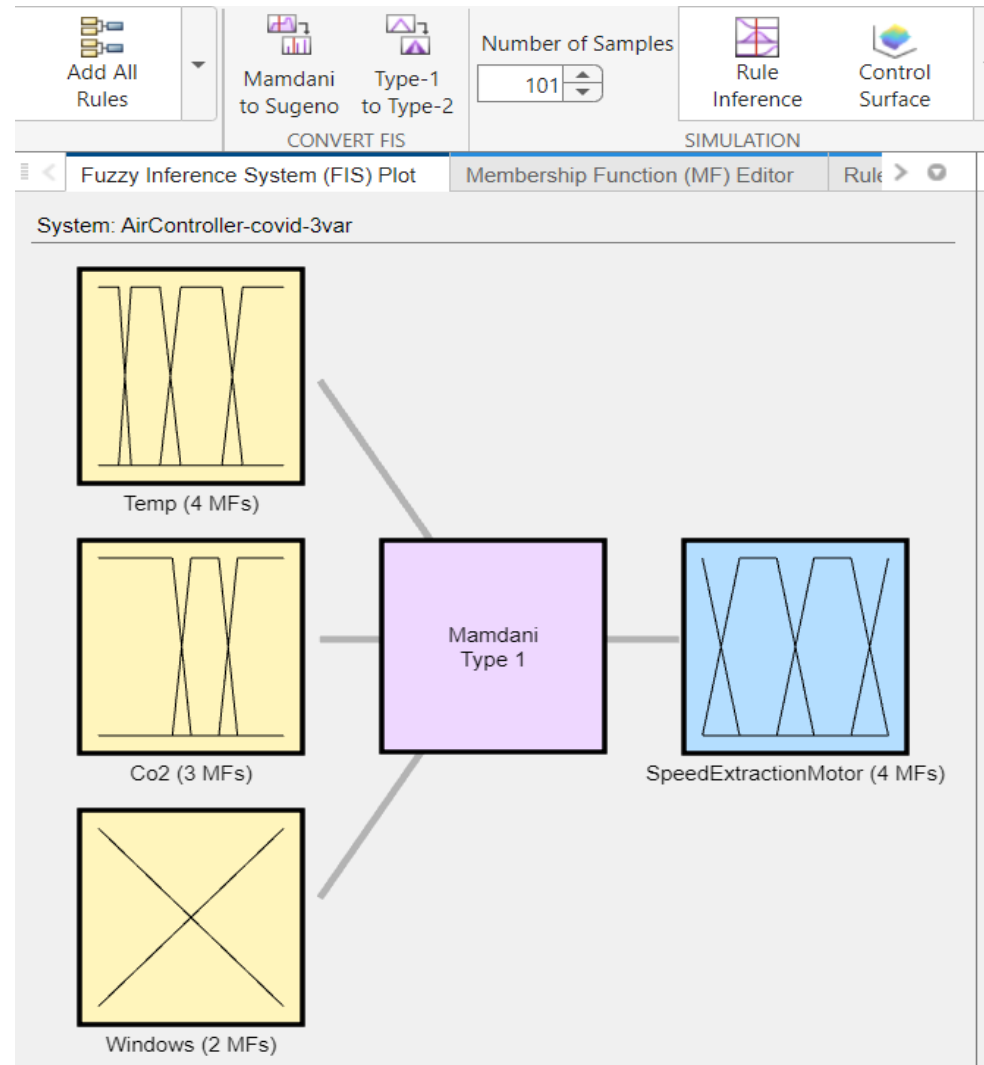 Add All
Rules
Mamdani
to Sugeno
Type-1
to Type-2
CONVERT FIS
Number of Samples
101
Rule
Inference
Control
Surface
SIMULATION
Fuzzy Inference System (FIS) Plot
Membership Function (MF) Editor
Rule
System: AirController-covid-3var
Temp (4 MFs)
Co2 (3 MFs)
Mamdani
Type 1
SpeedExtractionMotor (4 MFs)
Windows (2 MFs)